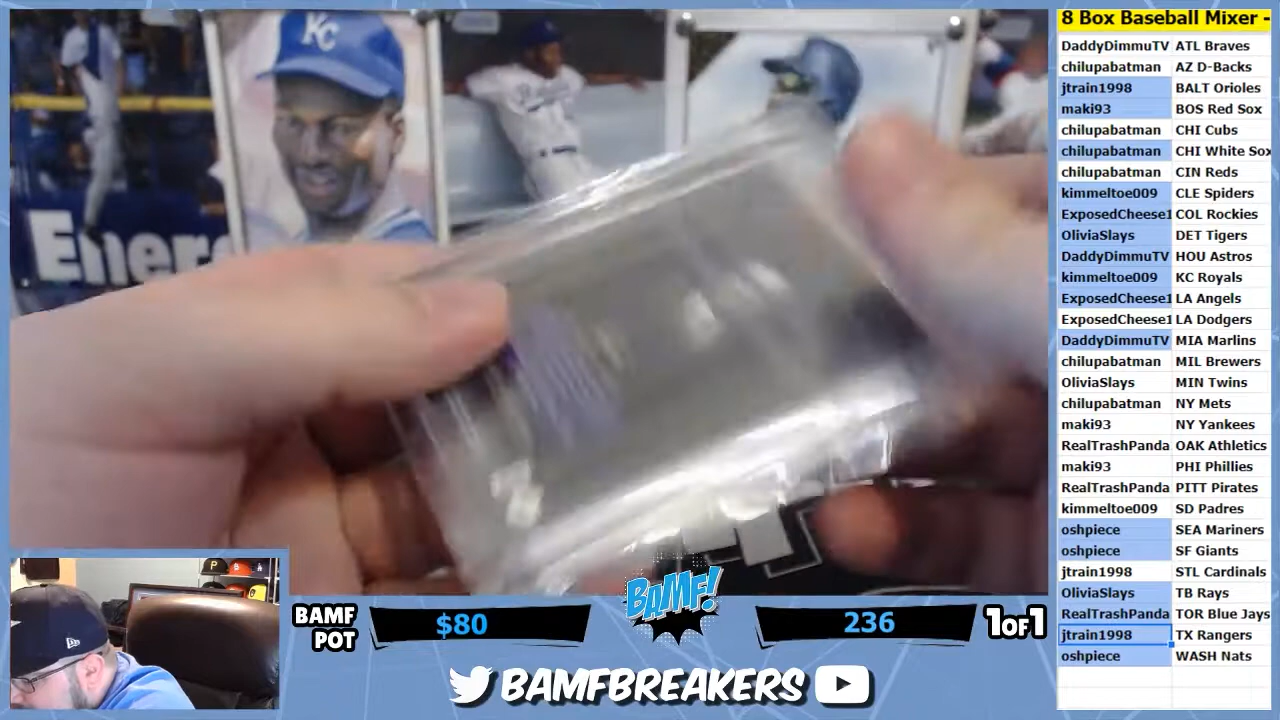 8 Box Baseball Mixer -
DaddyDimmuTV ATL Braves
chilupabatman AZ D-Backs
jtrain1998 BALT Orioles
maki93 BOS Red Sox
chilupabatman CHI Cubs
chilupabatman CHI White Sox
chilupabatman CIN Reds
kimmeltoe009 CLE Spiders
ExposedCheese1 COL Rockies
OliviaSlays DET Tigers
DaddyDimmuTV HOU Astros
kimmeltoe009 KC Royals
ExposedCheese1 LA Angels
ExposedCheese1 LA Dodgers
DaddyDimmuTV MIA Marlins
chilupabatman MIL Brewers
OliviaSlays MIN Twins
chilupabatman NY Mets
maki93 NY Yankees
RealTrashPanda OAK Athletics
maki93 PHI Phillies
RealTrashPanda PITT Pirates
kimmeltoe009 SD Padres
oshpiece SEA Mariners
oshpiece SF Giants
jtrain1998 STL Cardinals
OliviaSlays TB Rays
RealTrashPanda TOR Blue Jays
jtrain1998 TX Rangers
oshpiece WASH Nats
KC
Energ
BAMF POT
$80
BAMF!
236
1OF1
BAMFBREAKERS